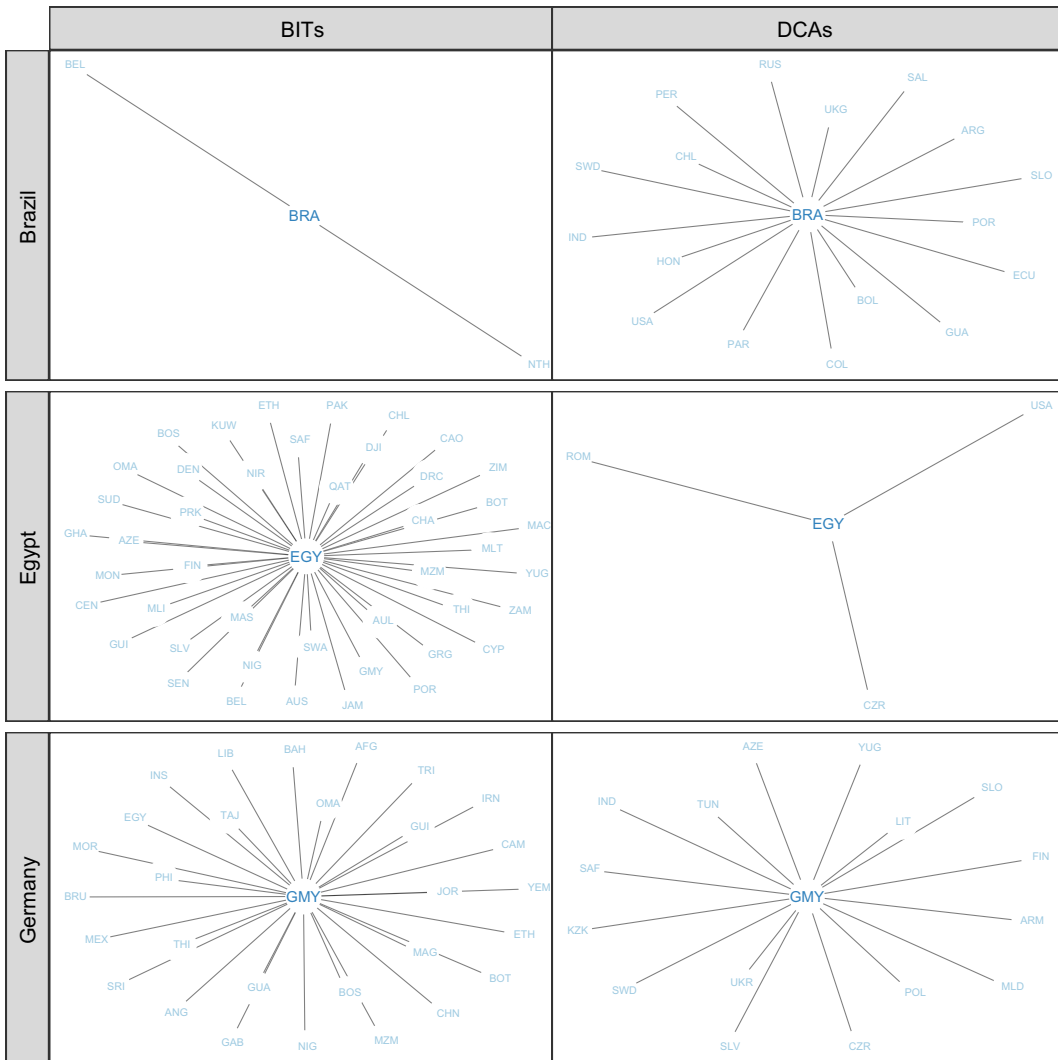 BITs
DCAs
Brazil
BEL
BRA
NTH
RUS
SAL
PER
UKG
ARG
CHL
SWD
SLO
BRA
POR
IND
HON
ECU
BOL
USA
GUA
PAR
COL
Egypt
ETH
PAK
CHL
KUW
BOS
SAF
CAO
DJI
OMA
DEN
NIR
DRC
ZIM
QAT
SUD
BOT
PRK
CHA
MAC
GHA
AZE
MLT
EGY
FIN
MON
MZM
YUG
CEN
MLI
THI
ZAM
MAS
AUL
GUI
SLV
SWA
GRG
CYP
NIG
GMY
SEN
POR
BEL
AUS
JAM
USA
ROM
EGY
CZR
Germany
AFG
BAH
LIB
TRI
INS
OMA
IRN
EGY
TAJ
GUI
MOR
CAM
PHI
YEM
JOR
BRU
GMY
ETH
MEX
THI
MAG
BOT
SRI
GUA
BOS
ANG
CHN
GAB
NIG
MZM
AZE
YUG
SLO
IND
TUN
LIT
FIN
SAF
GMY
ARM
KZK
UKR
MLD
SWD
POL
SLV
CZR